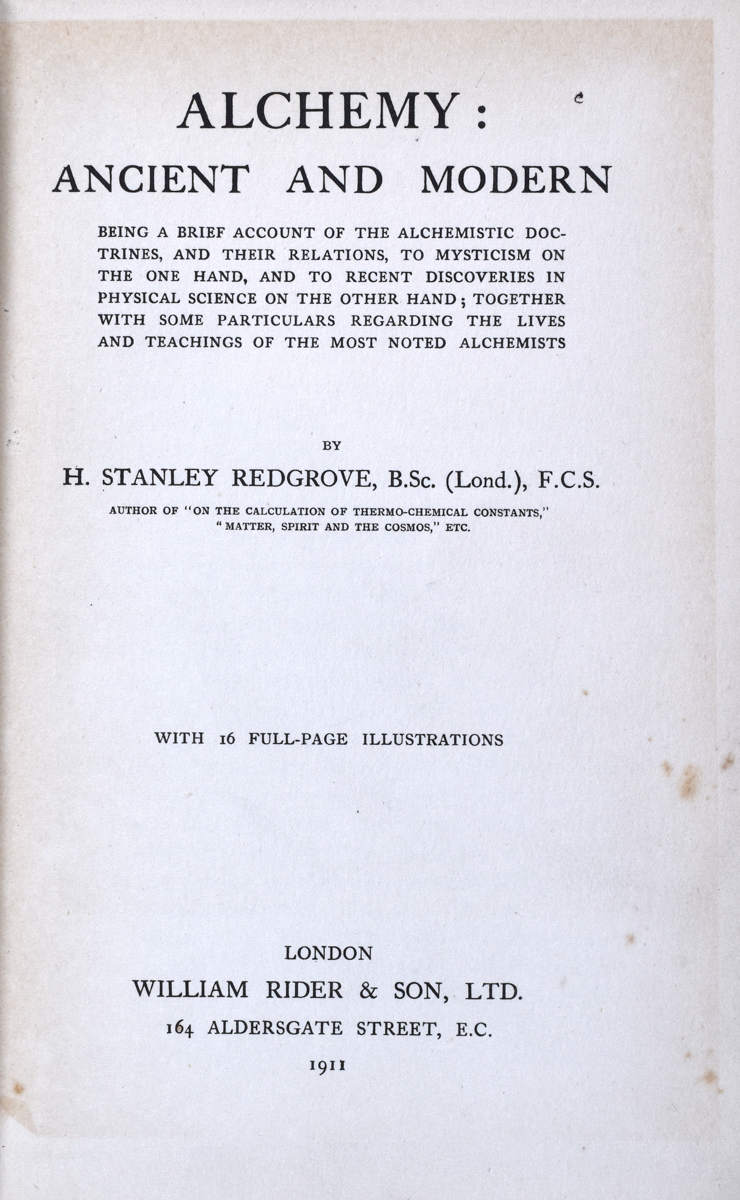 ALCHEMY :
ANCIENT AND MODERN
BEING A BRIEF ACCOUNT OF THE ALCHEMISTIC DOC-
TRINES, AND THEIR RELATIONS, TO MYSTICISM ON
THE ONE HAND, AND TO RECENT DISCOVERIES IN
PHYSICAL SCIENCE ON THE OTHER HAND; TOGETHER
WITH SOME PARTICULARS REGARDING THE LIVES
AND TEACHINGS OF THE MOST NOTED ALCHEMISTS
BY
H. STANLEY REDGROVE, B.Sc. (Lond.), F.C.S.
AUTHOR OF "ON THE CALCULATION OF THERMO-CHEMICAL CONSTANTS,"
"MATTER, SPIRIT AND THE COSMOS," ETC.
WITH 16 FULL-PAGE ILLUSTRATIONS
LONDON
WILLIAM RIDER & SON, LTD.
164 ALDERSGATE STREET, E.C.
1911